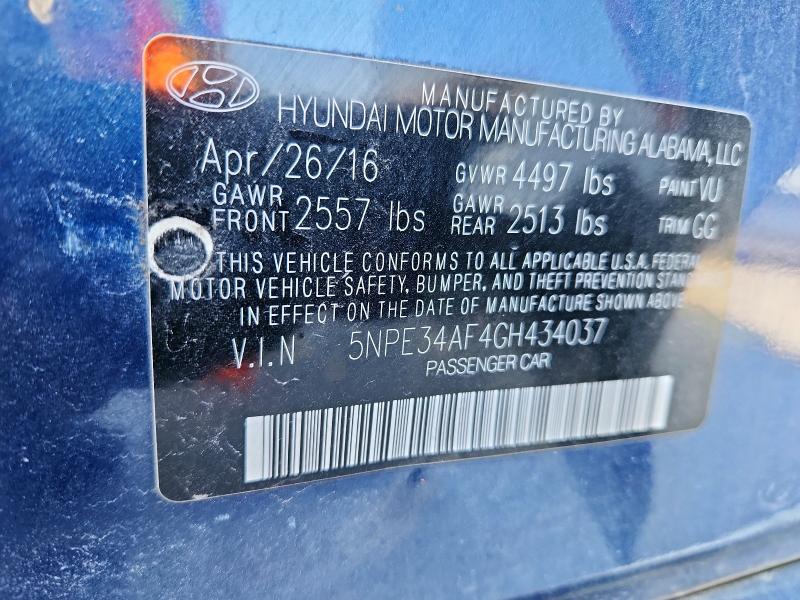 MANUFACTURED BY
HYUNDAI MOTOR MANUFACTURING ALABAMA, LLC
Apr/26/16 GVWR 4497 lbs PAINT VU
GAWR FRONT 2557 lbs GAWR REAR 2513 lbs TRIM GG
THIS VEHICLE CONFORMS TO ALL APPLICABLE U.S.A. FEDERAL
MOTOR VEHICLE SAFETY, BUMPER, AND THEFT PREVENTION STAN
IN EFFECT ON THE DATE OF MANUFACTURE SHOWN ABOVE
V.I.N 5NPE34AF4GH434037
PASSENGER CAR